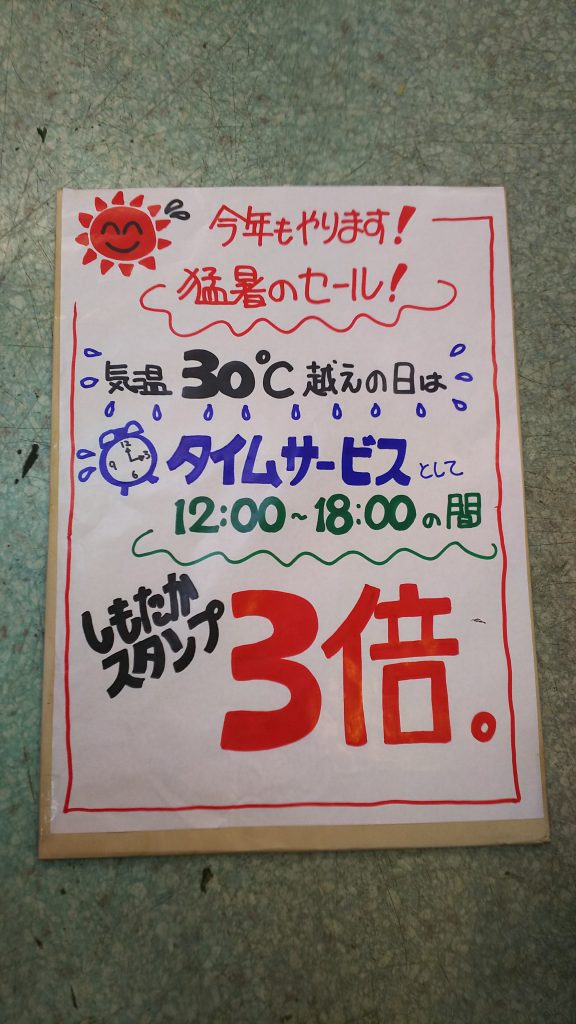 今年もやります!
猛暑のセール!
気温30℃越えの日は
タイムサービスとして
12:00~18:00の間
しもたか
スタンプ
3倍。